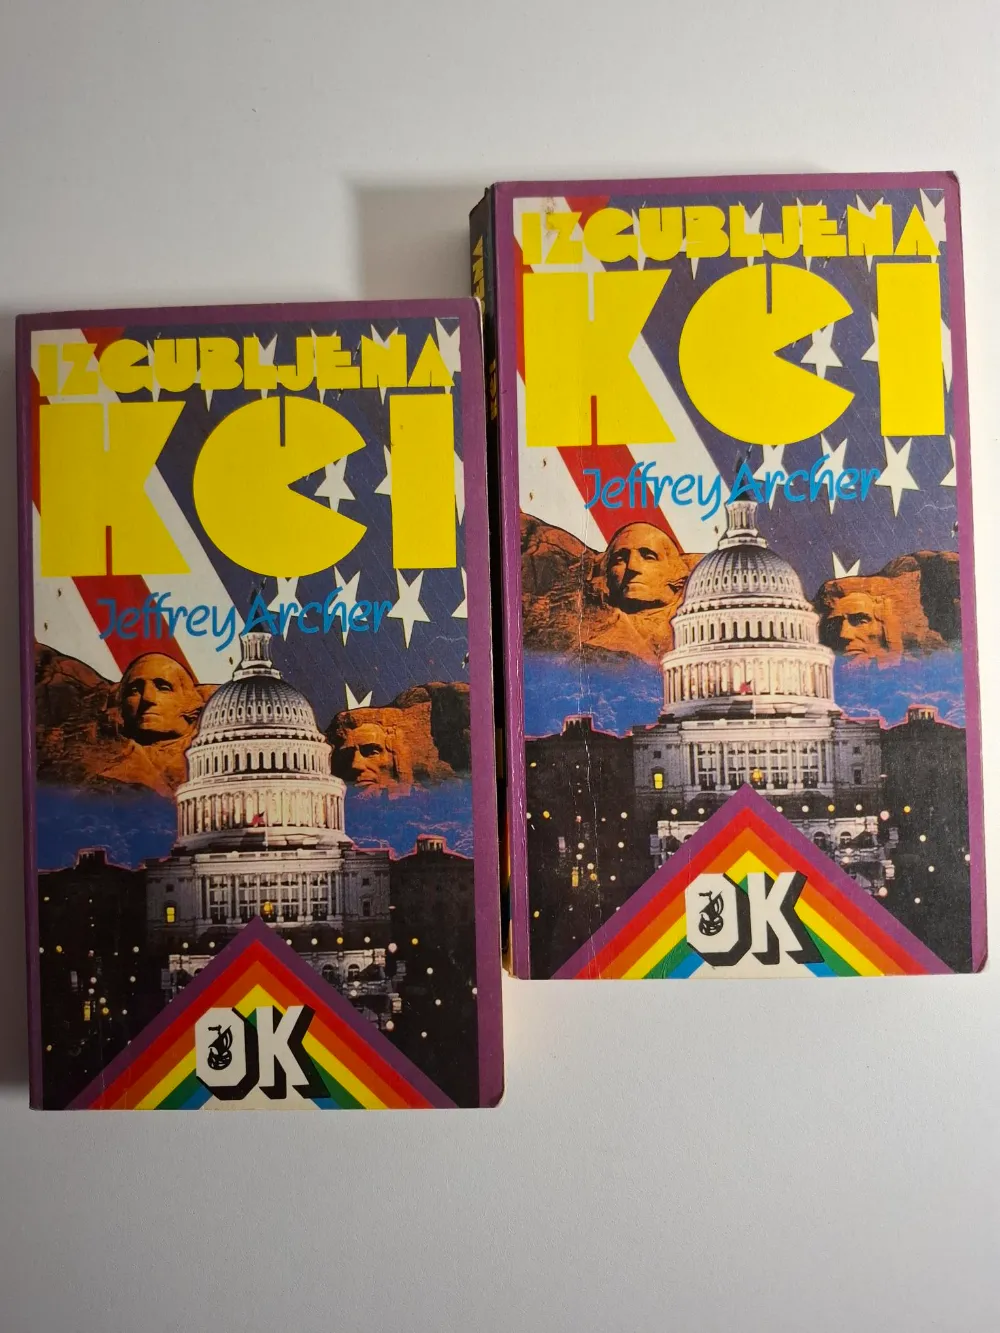 IZGUBLJENA
KĆI
Jeffrey Archer
OK
IZGUBLJENA
KĆI
Jeffrey Archer
OK